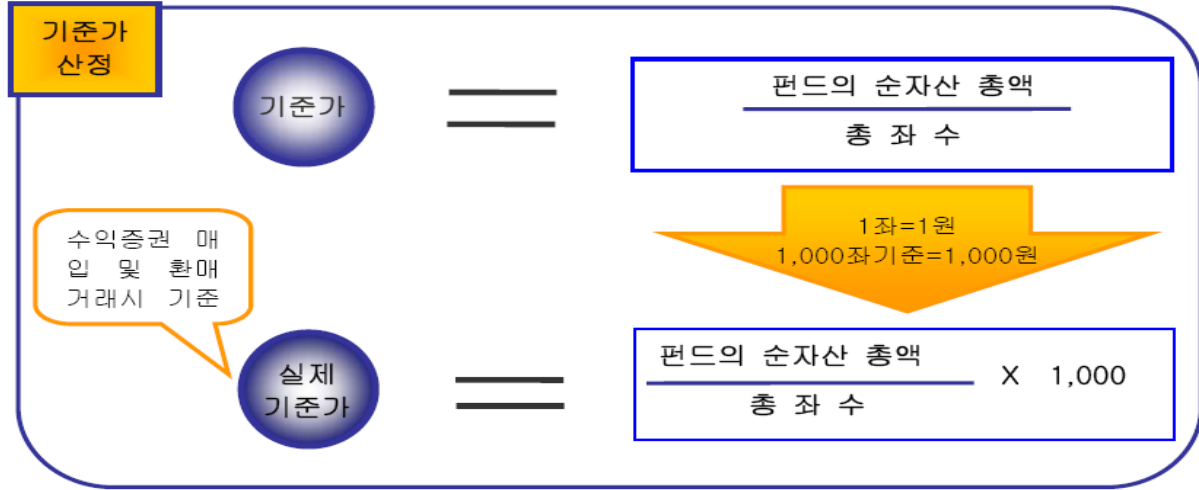 기준가
산정
기준가
펀드의 순자산 총액
총 좌 수
1좌=1원
1,000좌기준=1,000원
수익증권 매
입 및 환매
거래시 기준
실제
기준가
펀드의 순자산 총액
총 좌 수
X 1,000